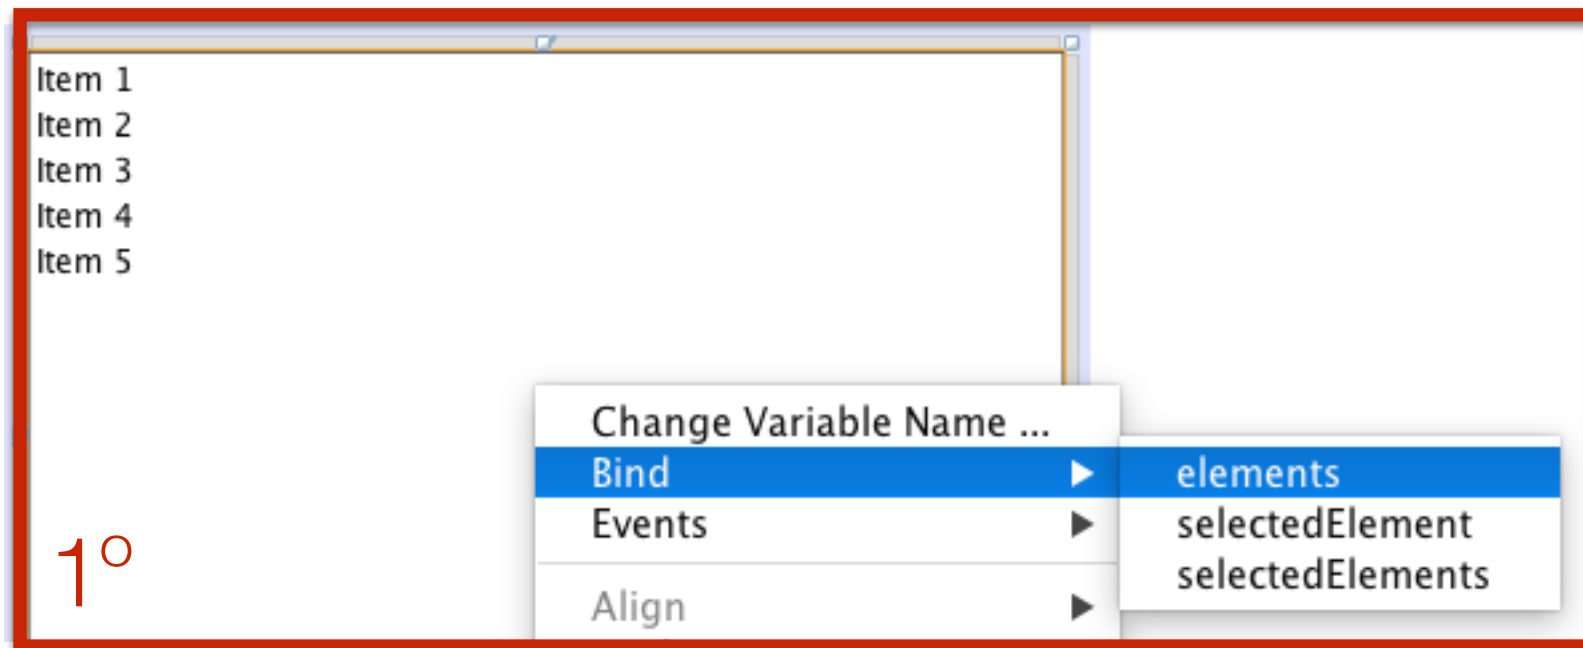 Item 1
Item 2
Item 3
Item 4
Item 5
Change Variable Name ...
Bind
elements
Events
selectedElement
selectedElements
Align
1º